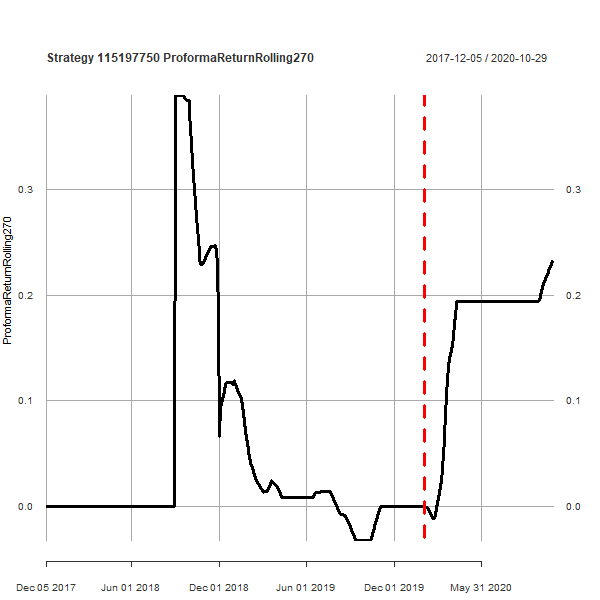 Strategy 115197750 ProformaReturnRolling270
2017-12-05 / 2020-10-29
ProformaReturnRolling270
0.3
0.3
0.2
0.2
0.1
0.1
0.0
0.0
Dec 05 2017
Jun 01 2018
Dec 01 2018
Jun 01 2019
Dec 01 2019
May 31 2020